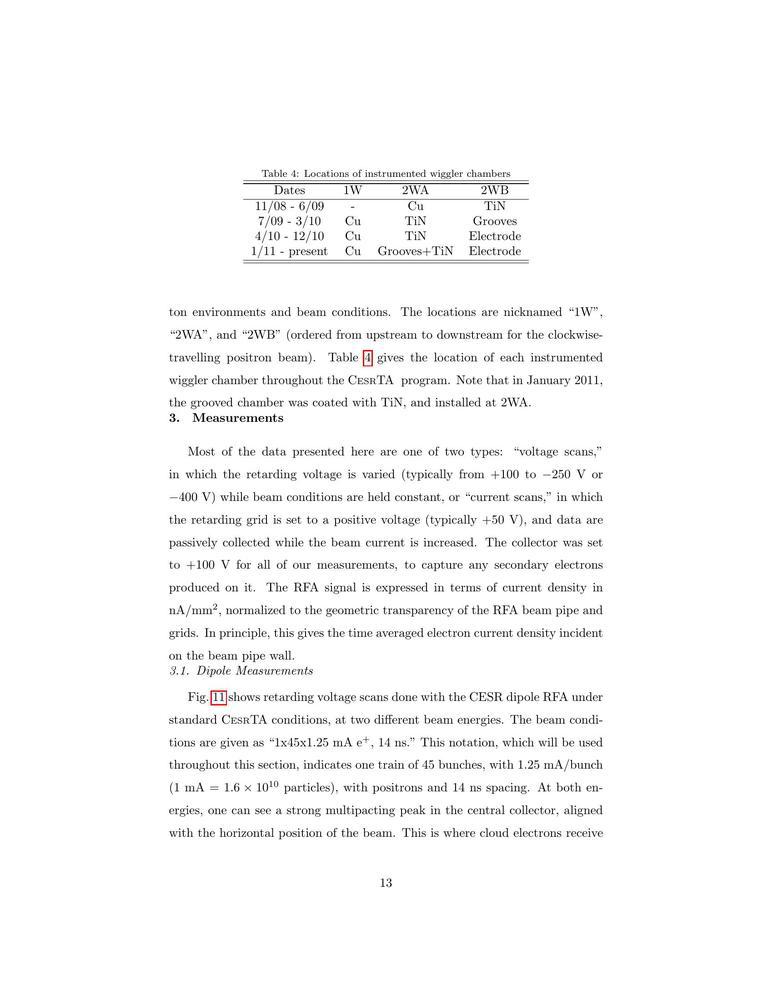 Table 4: Locations of instrumented wiggler chambers
Dates 1W 2WA 2WB
11/08 - 6/09 - Cu TiN
7/09 - 3/10 Cu TiN Grooves
4/10 - 12/10 Cu TiN Electrode
1/11 - present Cu Grooves+TiN Electrode
ton environments and beam conditions. The locations are nicknamed “1W”,
“2WA”, and “2WB” (ordered from upstream to downstream for the clockwise-
travelling positron beam). Table 4 gives the location of each instrumented
wiggler chamber throughout the CESRTA program. Note that in January 2011,
the grooved chamber was coated with TiN, and installed at 2WA.
3. Measurements
Most of the data presented here are one of two types: “voltage scans,”
in which the retarding voltage is varied (typically from +100 to −250 V or
−400 V) while beam conditions are held constant, or “current scans,” in which
the retarding grid is set to a positive voltage (typically +50 V), and data are
passively collected while the beam current is increased. The collector was set
to +100 V for all of our measurements, to capture any secondary electrons
produced on it. The RFA signal is expressed in terms of current density in
nA/mm², normalized to the geometric transparency of the RFA beam pipe and
grids. In principle, this gives the time averaged electron current density incident
on the beam pipe wall.
3.1. Dipole Measurements
Fig. 11 shows retarding voltage scans done with the CESR dipole RFA under
standard CESRTA conditions, at two different beam energies. The beam condi-
tions are given as “1x45x1.25 mA e⁺, 14 ns.” This notation, which will be used
throughout this section, indicates one train of 45 bunches, with 1.25 mA/bunch
(1 mA = 1.6 × 10¹⁰ particles), with positrons and 14 ns spacing. At both en-
ergies, one can see a strong multipacting peak in the central collector, aligned
with the horizontal position of the beam. This is where cloud electrons receive
13